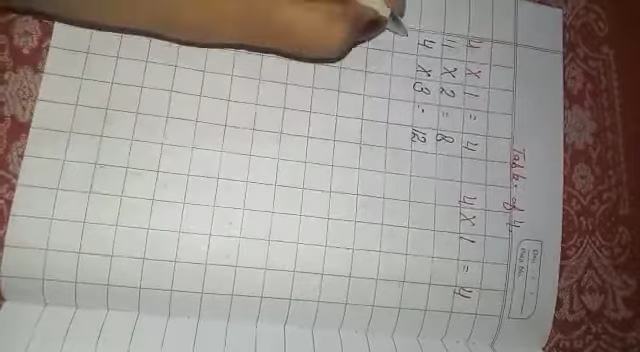 Table of 4
4 X 1 = 4 4 X 1 = 4
4 X 2 = 8
4 X 3 = 12